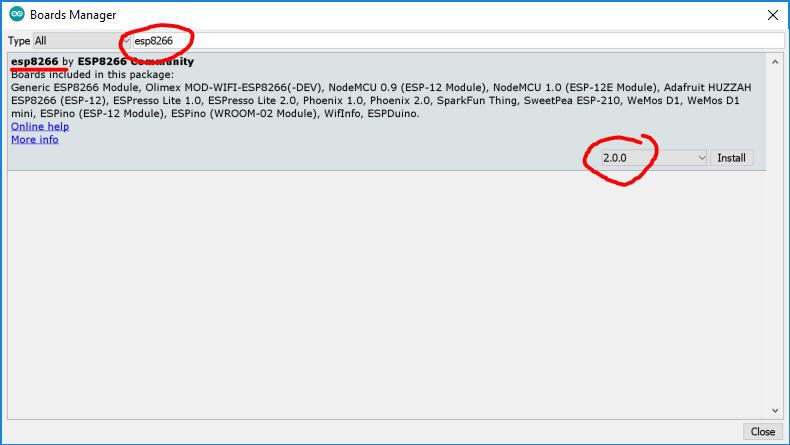 Boards Manager
Type All esp8266
esp8266 by ESP8266 Community
Boards included in this package:
Generic ESP8266 Module, Olimex MOD-WIFI-ESP8266(-DEV), NodeMCU 0.9 (ESP-12 Module), NodeMCU 1.0 (ESP-12E Module), Adafruit HUZZAH
ESP8266 (ESP-12), ESPresso Lite 1.0, ESPresso Lite 2.0, Phoenix 1.0, Phoenix 2.0, SparkFun Thing, SweetPea ESP-210, WeMos D1, WeMos D1
mini, ESPino (ESP-12 Module), ESPino (WROOM-02 Module), WifInfo, ESPDuino.
Online help
More info
2.0.0 Install
Close